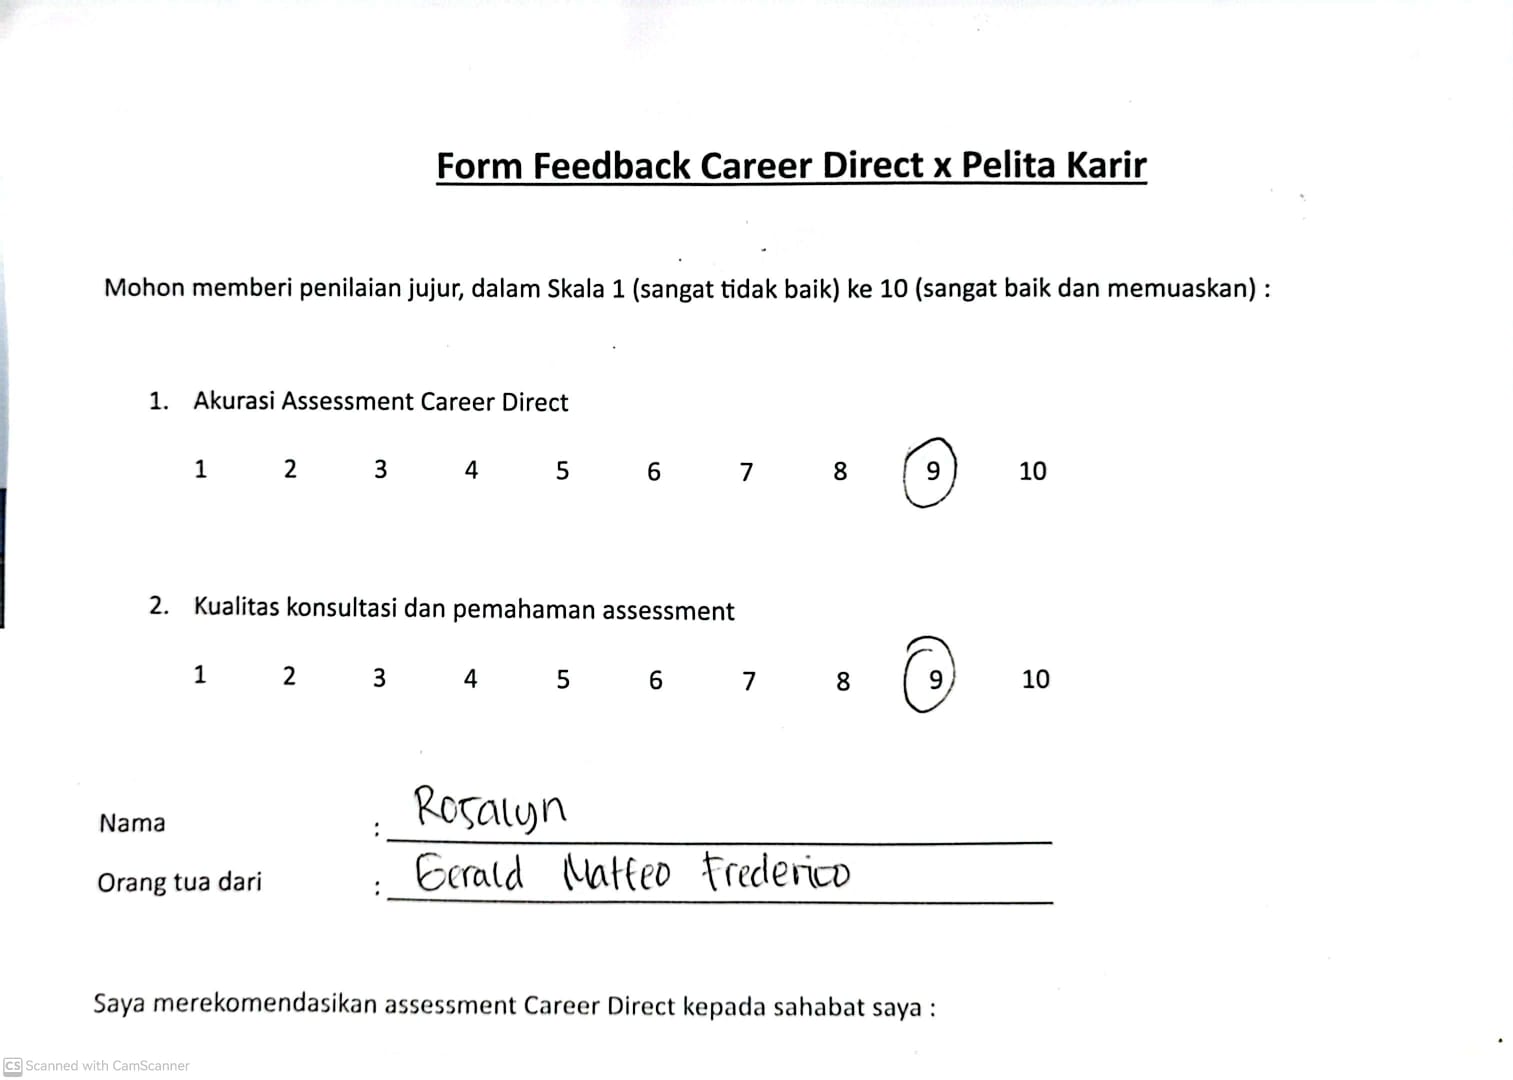 Form Feedback Career Direct x Pelita Karir
Mohon memberi penilaian jujur, dalam Skala 1 (sangat tidak baik) ke 10 (sangat baik dan memuaskan) :
1. Akurasi Assessment Career Direct
1 2 3 4 5 6 7 8 9 10
2. Kualitas konsultasi dan pemahaman assessment
1 2 3 4 5 6 7 8 9 10
Nama : Rosalyn
Orang tua dari : Gerald Matteo Frederico
Saya merekomendasikan assessment Career Direct kepada sahabat saya :
CS Scanned with CamScanner